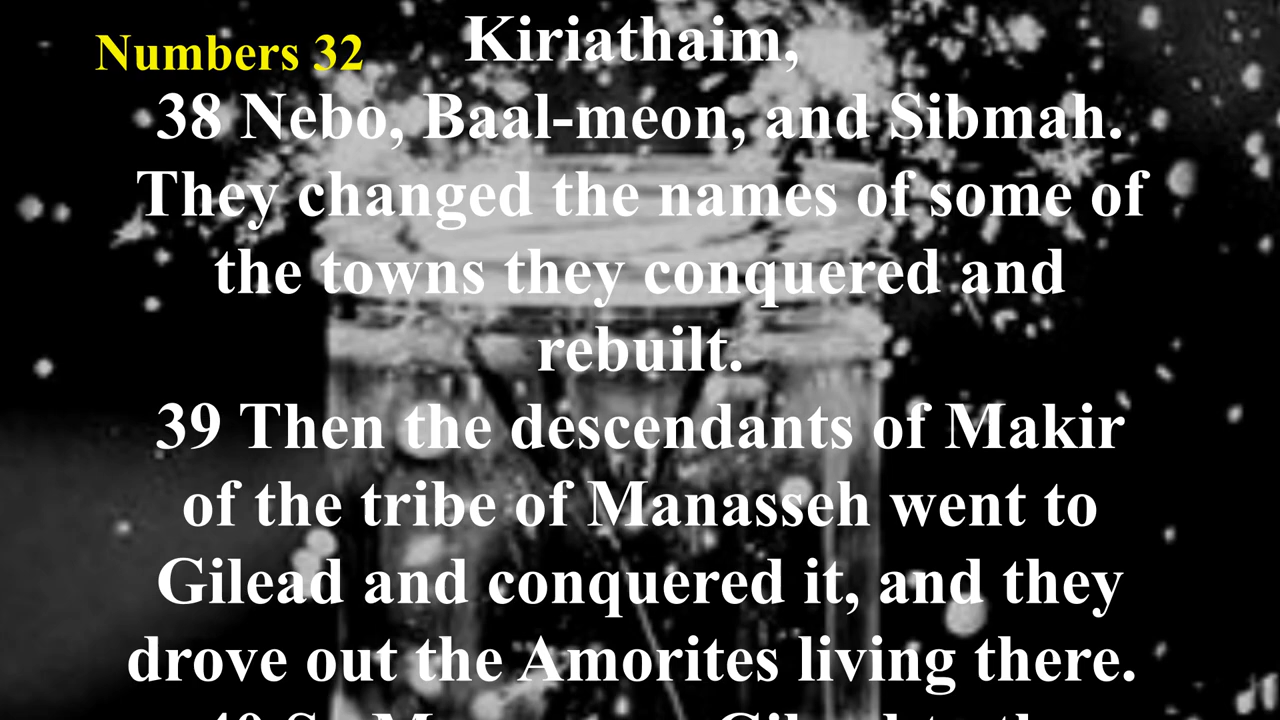 Numbers 32
Kiriathaim,
38 Nebo, Baal-meon, and Sibmah.
They changed the names of some of
the towns they conquered and
rebuilt.
39 Then the descendants of Makir
of the tribe of Manasseh went to
Gilead and conquered it, and they
drove out the Amorites living there.